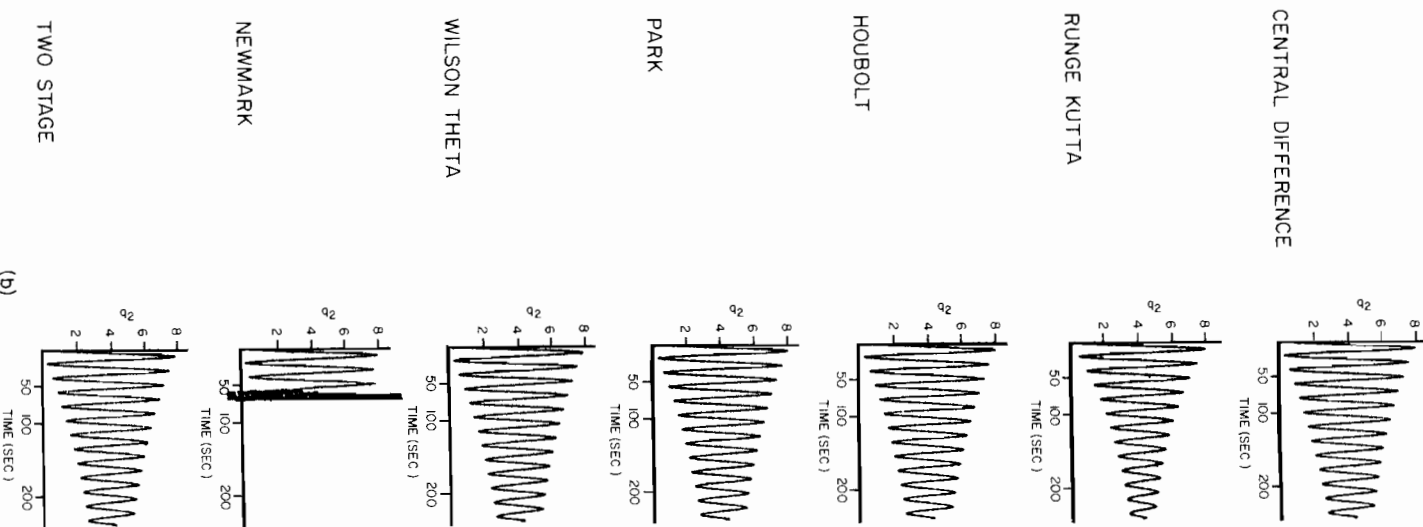 CENTRAL DIFFERENCE
8
6
q₂
4
2
50 100 200
TIME (SEC)
RUNGE KUTTA
8
6
q₂
4
2
50 100 200
TIME (SEC)
HOUBOLT
8
6
q₂
4
2
50 100 200
TIME (SEC)
PARK
8
6
q₂
4
2
50 100 200
TIME (SEC)
WILSON THETA
8
6
q₂
4
2
50 100 200
TIME (SEC)
NEWMARK
8
6
q₂
4
2
50 100 200
TIME (SEC)
TWO STAGE
8
6
q₂
4
2
50 100 200
TIME (SEC)
(b)